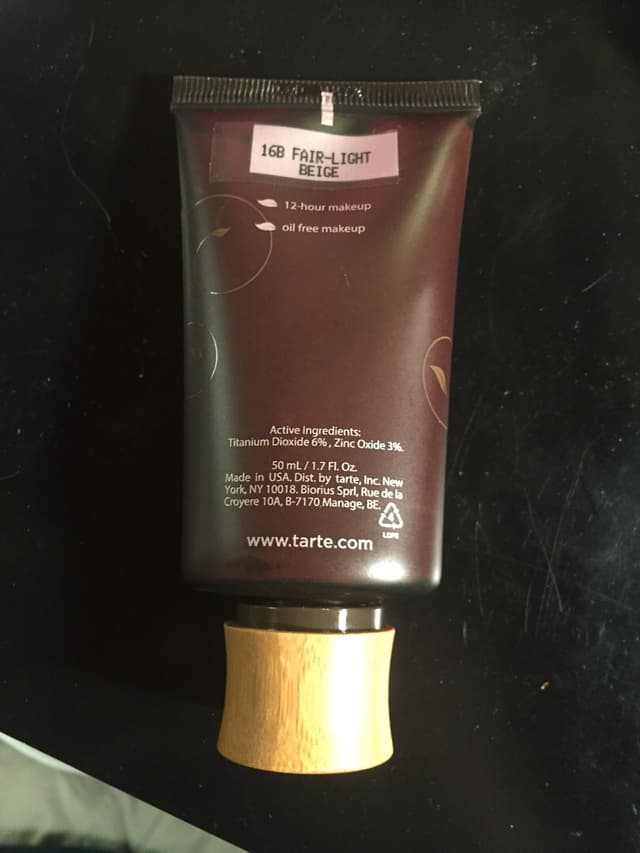 16B FAIR-LIGHT
BEIGE
12-hour makeup
oil free makeup
Active Ingredients:
Titanium Dioxide 6% , Zinc Oxide 3%.
50 mL / 1.7 Fl. Oz.
Made in USA. Dist. by tarte, Inc. New
York, NY 10018. Biorius Sprl, Rue de la
Croyere 10A, B-7170 Manage, BE
4
LDPE
www.tarte.com